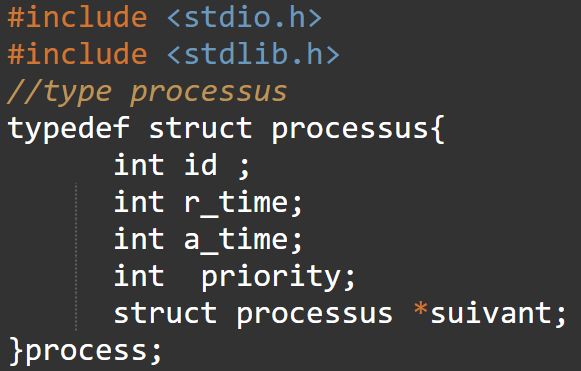 #include <stdio.h>
#include <stdlib.h>
//type processus
typedef struct processus{
        int id ;
        int r_time;
        int a_time;
        int  priority;
        struct processus *suivant;
}process;